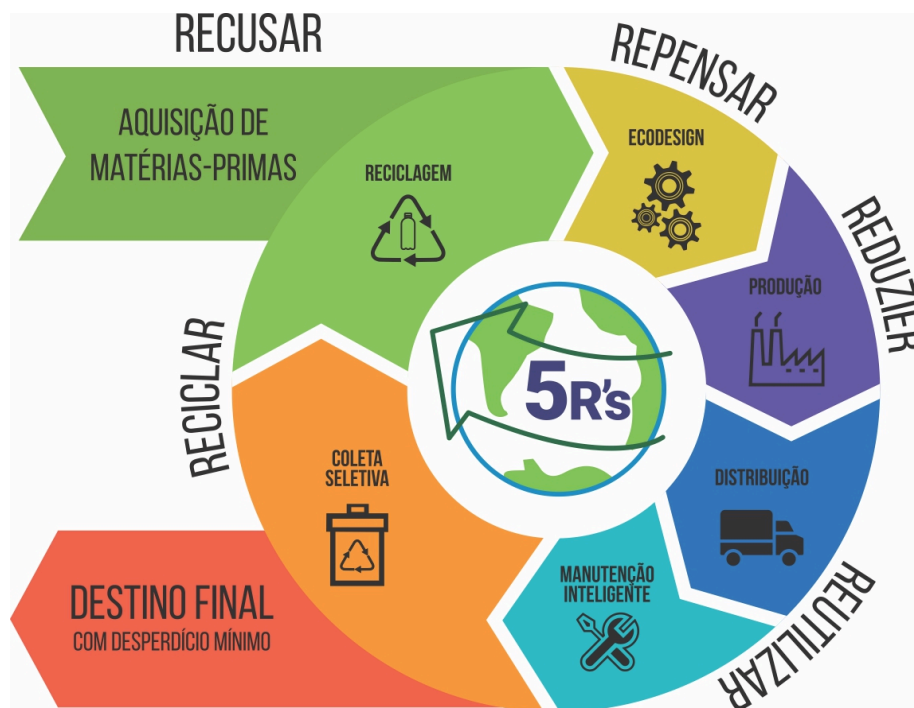 RECUSAR
REPENSAR
AQUISIÇÃO DE
MATÉRIAS-PRIMAS
RECICLAGEM
ECODESIGN
REDUZIER
PRODUÇÃO
RECICLAR
5R's
COLETA
SELETIVA
DISTRIBUIÇÃO
MANUTENÇÃO
INTELIGENTE
REUTILIZAR
DESTINO FINAL
COM DESPERDÍCIO MÍNIMO